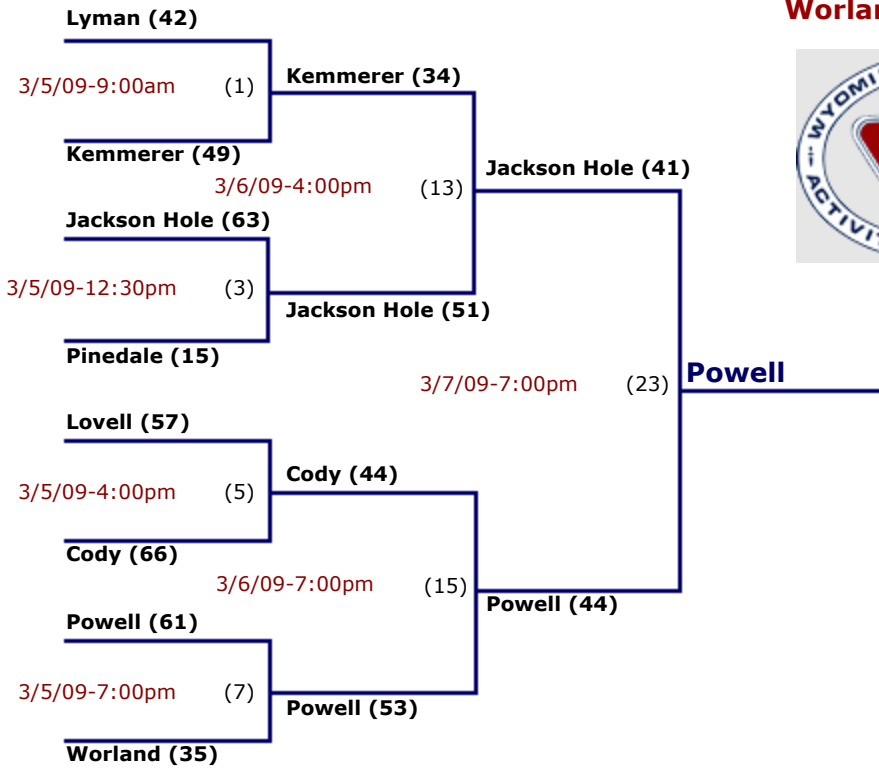 Lyman (42)
Worlan
3/5/09-9:00am (1)
Kemmerer (34)
Kemmerer (49)
3/6/09-4:00pm (13)
Jackson Hole (41)
Jackson Hole (63)
3/5/09-12:30pm (3)
Jackson Hole (51)
Pinedale (15)
3/7/09-7:00pm (23)
Powell
Lovell (57)
Cody (44)
3/5/09-4:00pm (5)
Cody (66)
3/6/09-7:00pm (15)
Powell (44)
Powell (61)
3/5/09-7:00pm (7)
Powell (53)
Worland (35)
WYOMI
ACTIVIT